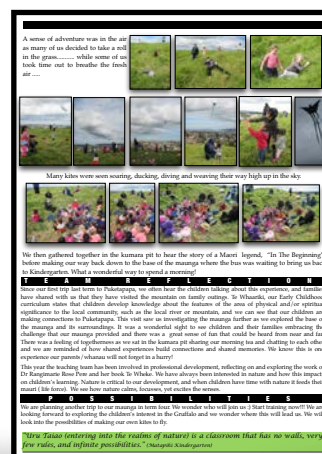 A sense of adventure was in the air
as many of us decided to take a roll
in the grass.......... while some of us
took time out to breathe the fresh
air .....
Many kites were seen soaring, ducking, diving and weaving their way high up in the sky.
We then gathered together in the kumara pit to hear the story of a Maori legend, "In The Beginning"
before making our way back down to the base of the maunga where the bus was waiting to bring us back
to Kindergarten. What a wonderful way to spend a morning!
T E A M R E F L E C T I O N
Since our first trip last term to Puketapapa, we often hear the children talking about this experience, and families
have shared with us that they have visited the mountain on family outings. Te Whaariki, our Early Childhood
curriculum states that children develop knowledge about the features of the area of physical and/or spiritual
significance to the local community, such as the local river or mountain, and we can see that our children are
making connections to Puketapapa. This visit saw us investigating the maunga further as we explored the base of
the maunga and its surroundings. It was a wonderful sight to see children and their families embracing the
challenge that our maunga provided and there was a great sense of fun that could be heard from near and far.
There was a feeling of togetherness as we sat in the kumara pit sharing our morning tea and chatting to each other
and we are reminded of how shared experiences build connections and shared memories. We know this is one
experience our parents/whanau will not forget in a hurry!
This year the teaching team has been involved in professional development, reflecting on and exploring the work of
Dr Rangimarie Rose Pere and her book Te Wheke. We have always been interested in nature and how this impacts
on children's learning. Nature is critical to our development, and when children have time with nature it feeds their
mauri ( life force). We see how nature calms, focusses, yet excites the senses.
P O S S I B I L I T I E S
We are planning another trip to our maunga in term four. We wonder who will join us :) Start training now!!! We are
looking forward to exploring the children's interest in the Gruffalo and we wonder where this will lead us. We will
look into the possibilities of making our own kites to fly.
"Uru Taiao (entering into the realms of nature) is a classroom that has no walls, very
few rules, and infinite possibilities." (Matapihi Kindergarten)